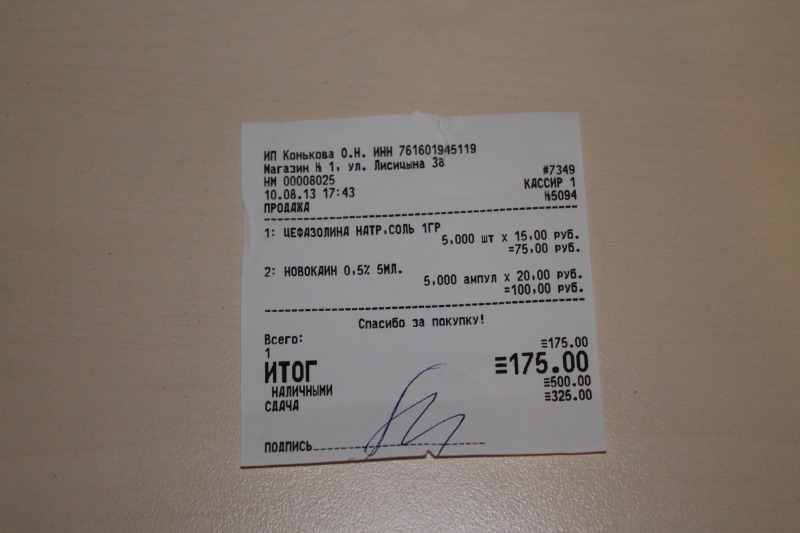 ИП Конькова О.Н. ИНН 761601945119
Магазин № 1, ул. Лисицына 38
НМ 00008025 #7349
10.08.13 17:43 КАССИР 1
ПРОДАЖА №5094
1: ЦЕФАЗОЛИНА НАТР.СОЛЬ 1ГР
5,000 шт X 15,00 руб.
=75,00 руб.
2: НОВОКАИН 0,5% 5МЛ.
5,000 ампул X 20,00 руб.
=100,00 руб.
Спасибо за покупку!
Всего: ≡175.00
1
ИТОГ ≡175.00
НАЛИЧНЫМИ ≡500.00
СДАЧА ≡325.00
ПОДПИСЬ